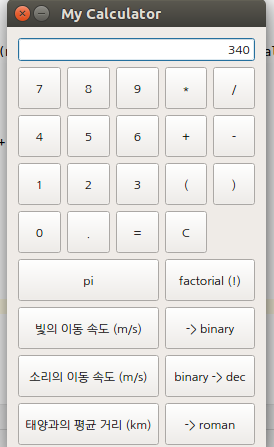 My Calculator
340
7 8 9 * /
4 5 6 + -
1 2 3 ( )
0 . = C
pi factorial (!)
빛의 이동 속도 (m/s) -> binary
소리의 이동 속도 (m/s) binary -> dec
태양과의 평균 거리 (km) -> roman